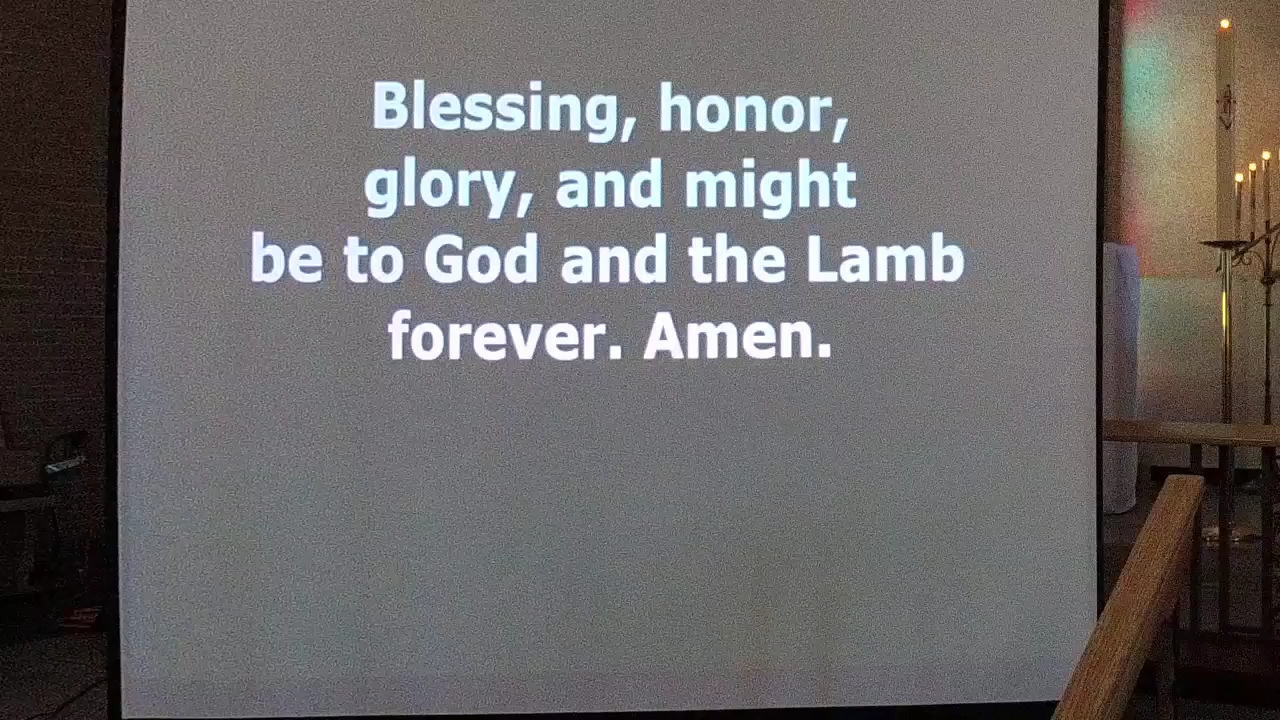 Blessing, honor,
glory, and might
be to God and the Lamb
forever. Amen.